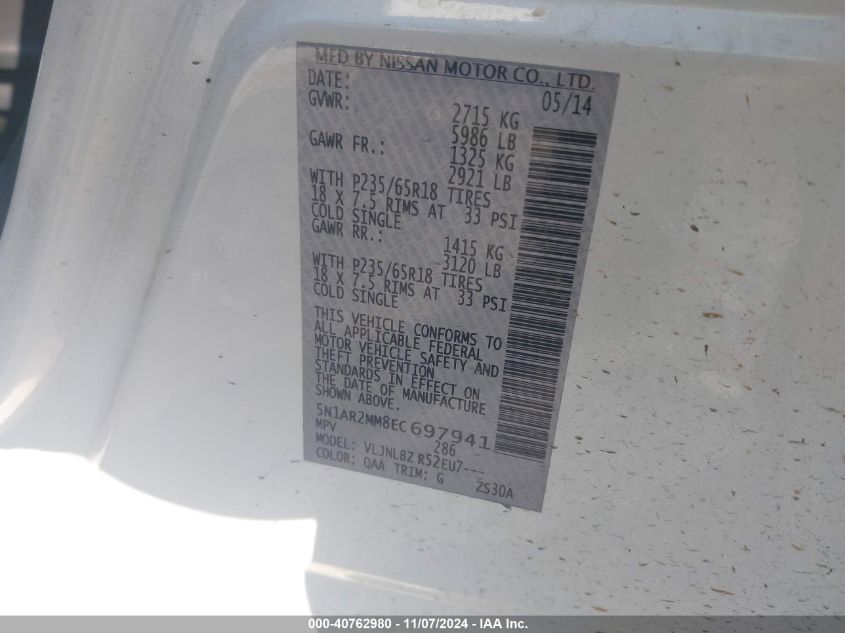 MFD BY NISSAN MOTOR CO., LTD.
DATE: 05/14
GVWR: 2715 KG
5986 LB
GAWR FR.: 1325 KG
2921 LB
WITH P235/65R18 TIRES
18 X 7.5 RIMS AT 33 PSI
COLD SINGLE
GAWR RR.: 1415 KG
3120 LB
WITH P235/65R18 TIRES
18 X 7.5 RIMS AT 33 PSI
COLD SINGLE
THIS VEHICLE CONFORMS TO
ALL APPLICABLE FEDERAL
MOTOR VEHICLE SAFETY AND
THEFT PREVENTION
STANDARDS IN EFFECT ON
THE DATE OF MANUFACTURE
SHOWN ABOVE.
5N1AR2MM8EC697941
MPV 286
MODEL: VLJNLBZ R52EU7---
COLOR: QAA TRIM: G ZS30A
000-40762980 - 11/07/2024 - IAAI Inc.